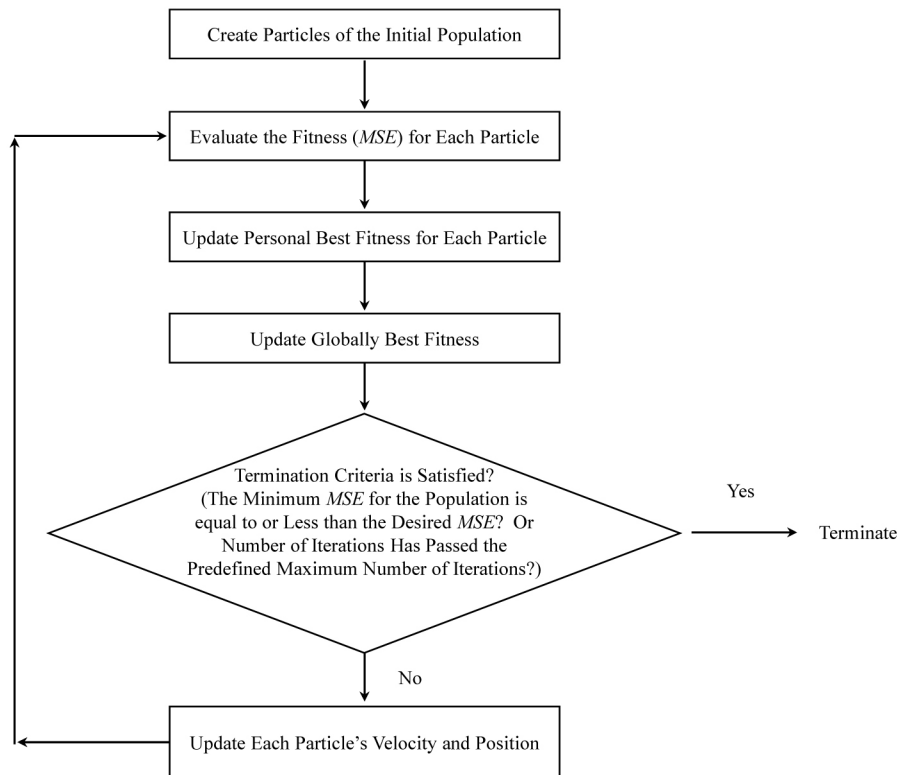 Create Particles of the Initial Population
Evaluate the Fitness (MSE) for Each Particle
Update Personal Best Fitness for Each Particle
Update Globally Best Fitness
Termination Criteria is Satisfied?
(The Minimum MSE for the Population is
equal to or Less than the Desired MSE? Or
Number of Iterations Has Passed the
Predefined Maximum Number of Iterations?)
Yes
Terminate
No
Update Each Particle’s Velocity and Position